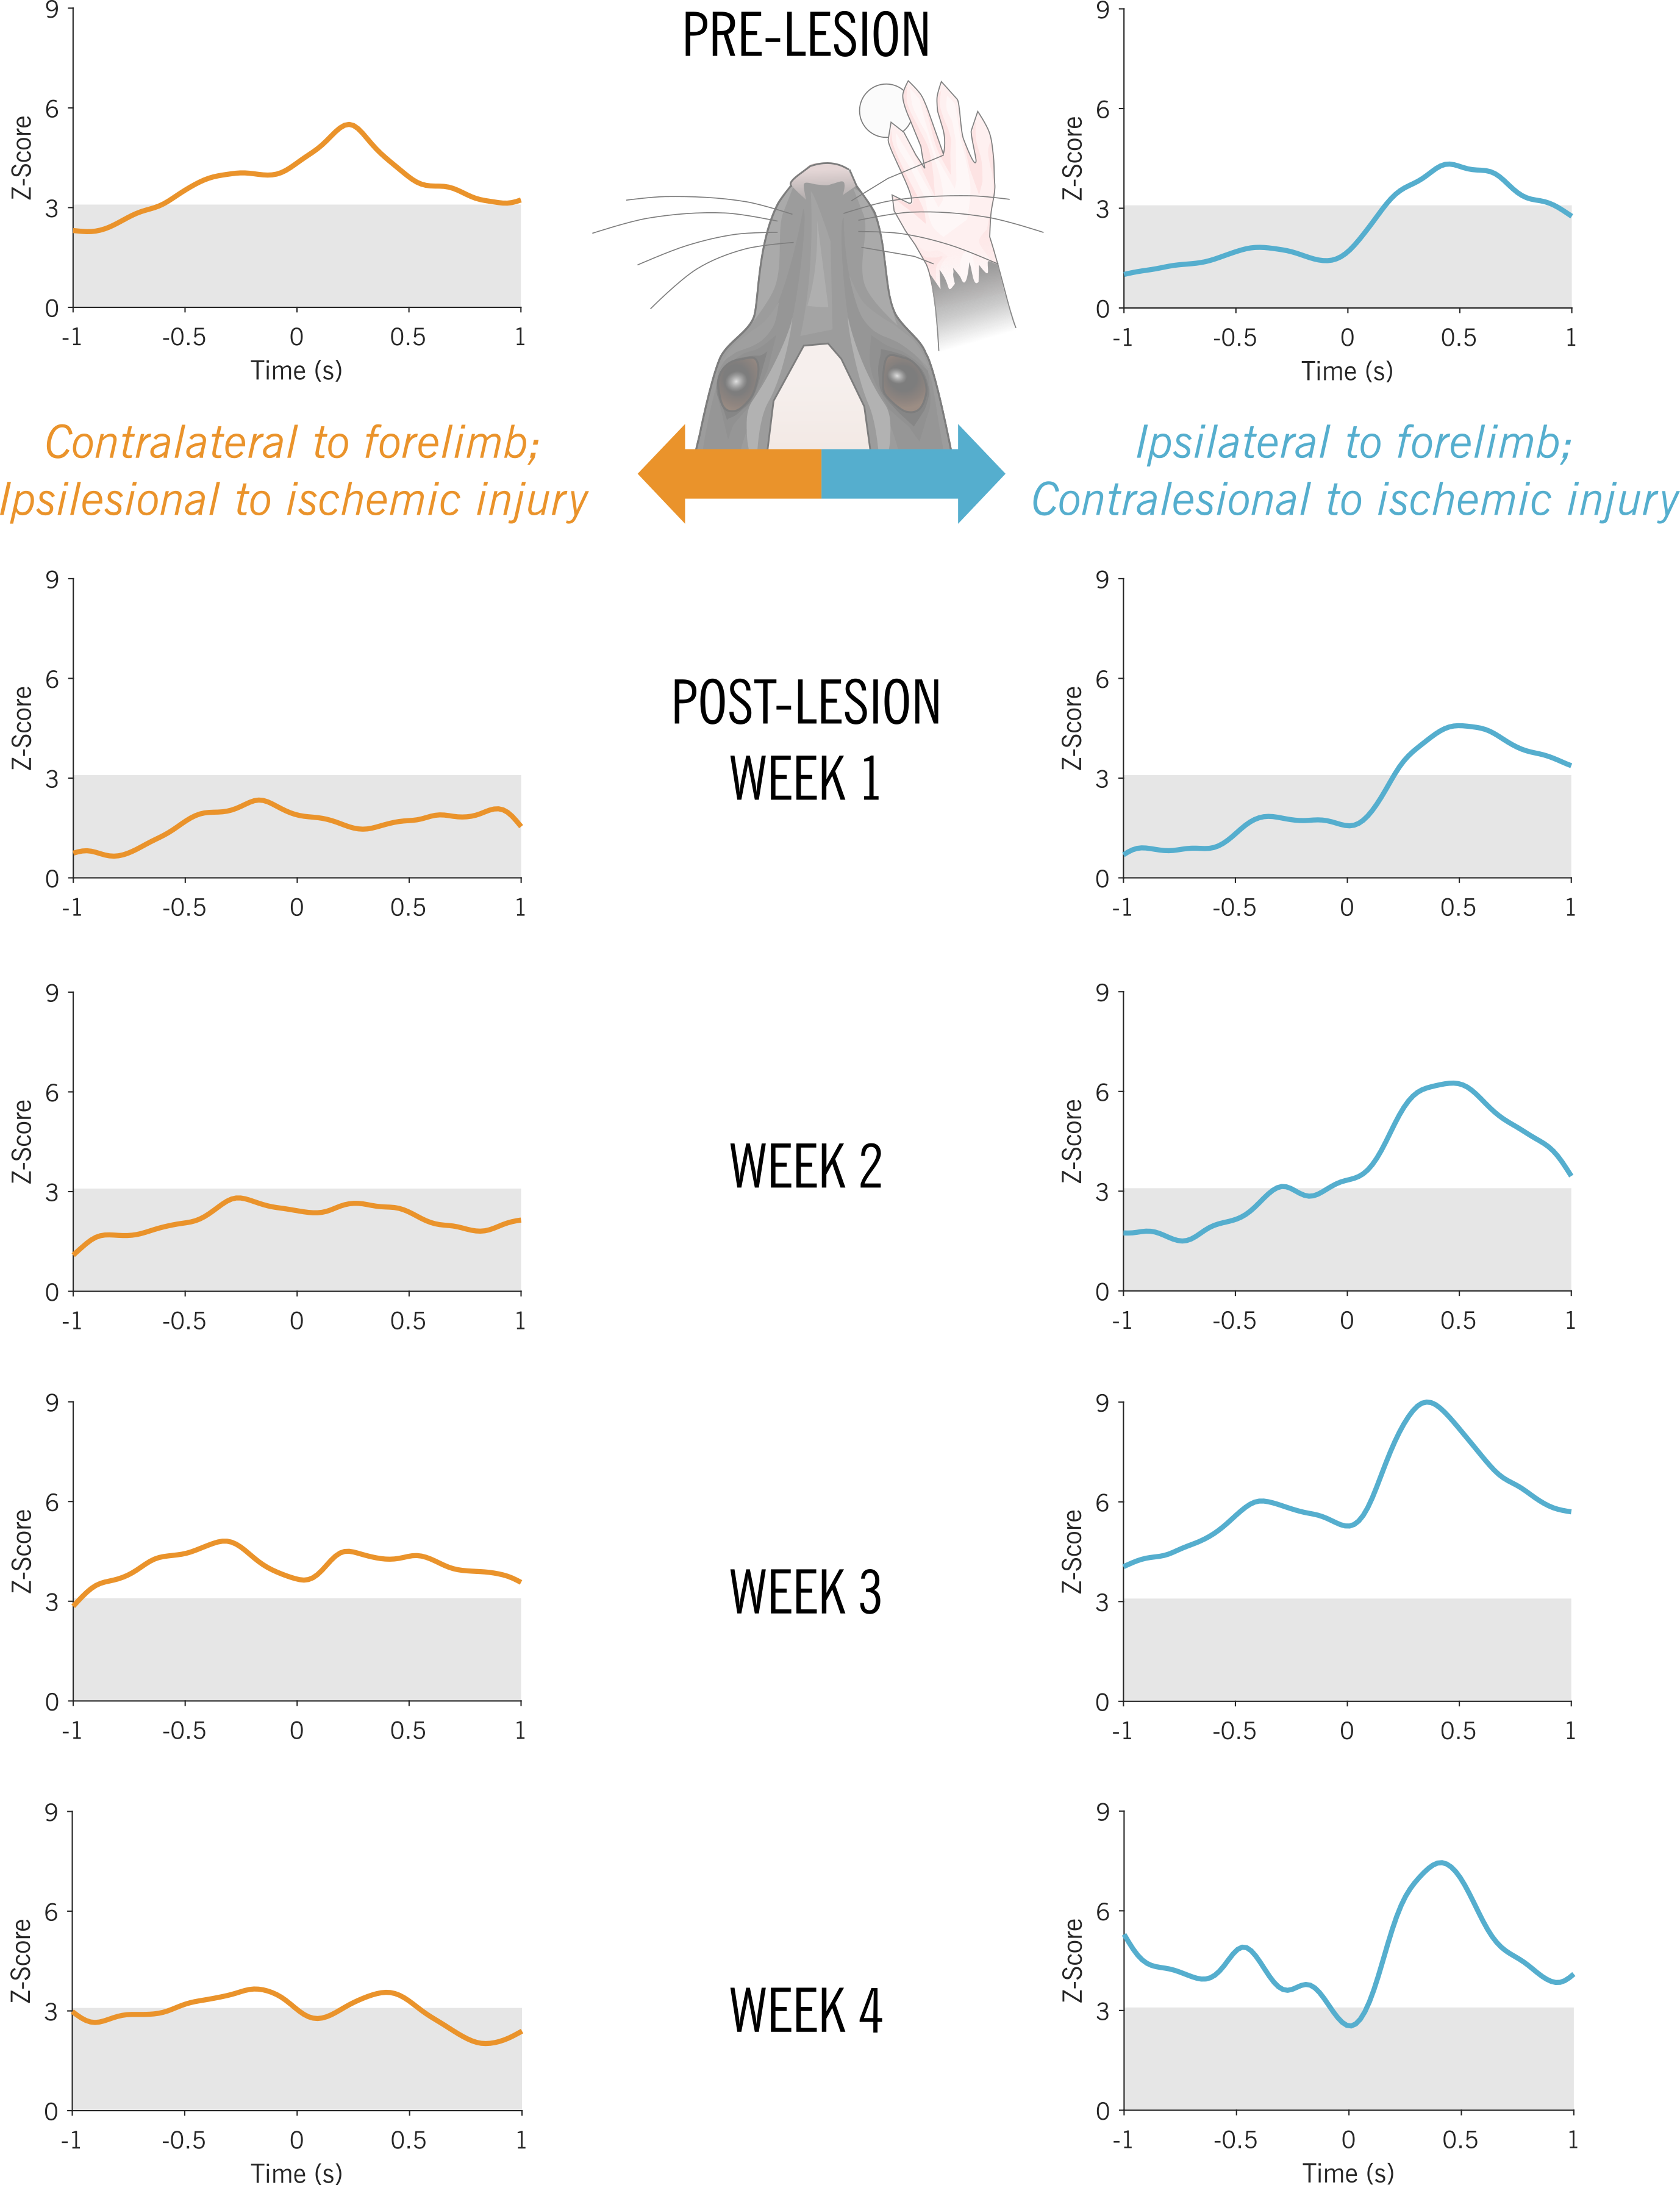 PRE-LESION
9
6
3
0
Z-Score
-1 -0.5 0 0.5 1
Time (s)
9
6
3
0
Z-Score
-1 -0.5 0 0.5 1
Time (s)
Contralateral to forelimb;
Ipsilesional to ischemic injury
Ipsilateral to forelimb;
Contralesional to ischemic injury
POST-LESION
WEEK 1
9
6
3
0
Z-Score
-1 -0.5 0 0.5 1
9
6
3
0
Z-Score
-1 -0.5 0 0.5 1
WEEK 2
9
6
3
0
Z-Score
-1 -0.5 0 0.5 1
9
6
3
0
Z-Score
-1 -0.5 0 0.5 1
WEEK 3
9
6
3
0
Z-Score
-1 -0.5 0 0.5 1
9
6
3
0
Z-Score
-1 -0.5 0 0.5 1
WEEK 4
9
6
3
0
Z-Score
-1 -0.5 0 0.5 1
Time (s)
9
6
3
0
Z-Score
-1 -0.5 0 0.5 1
Time (s)